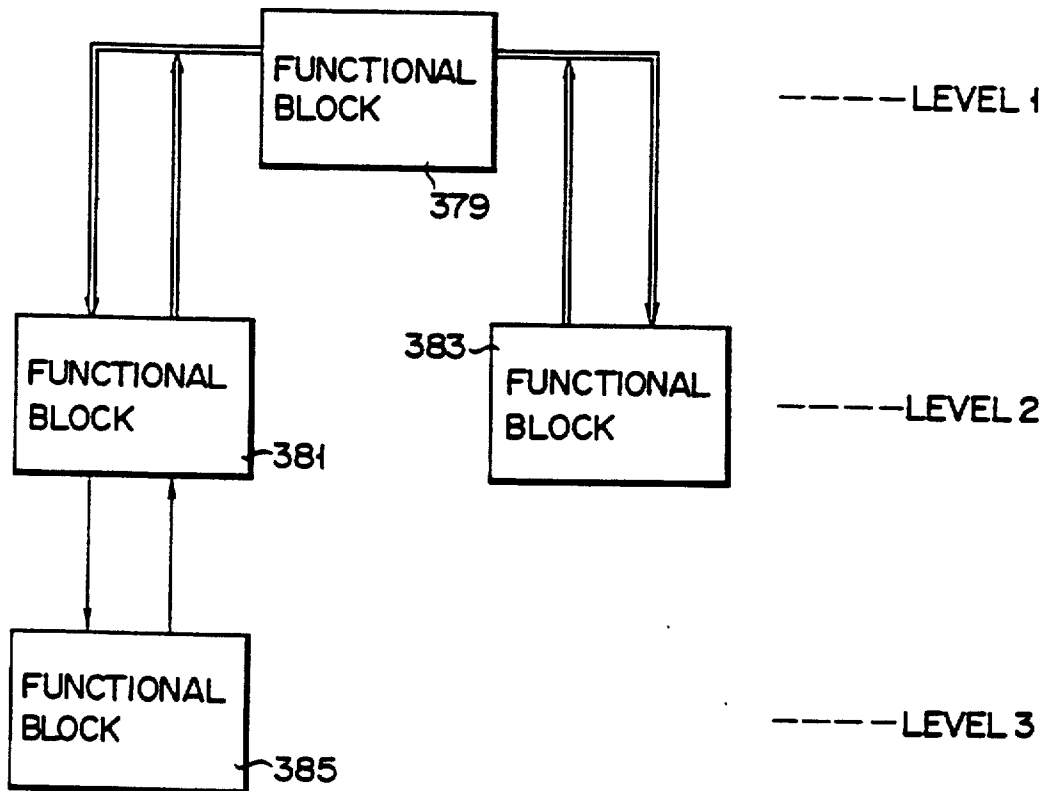 FUNCTIONAL
BLOCK
379
LEVEL 1
383
FUNCTIONAL
BLOCK
381
FUNCTIONAL
BLOCK
LEVEL 2
FUNCTIONAL
BLOCK
385
LEVEL 3